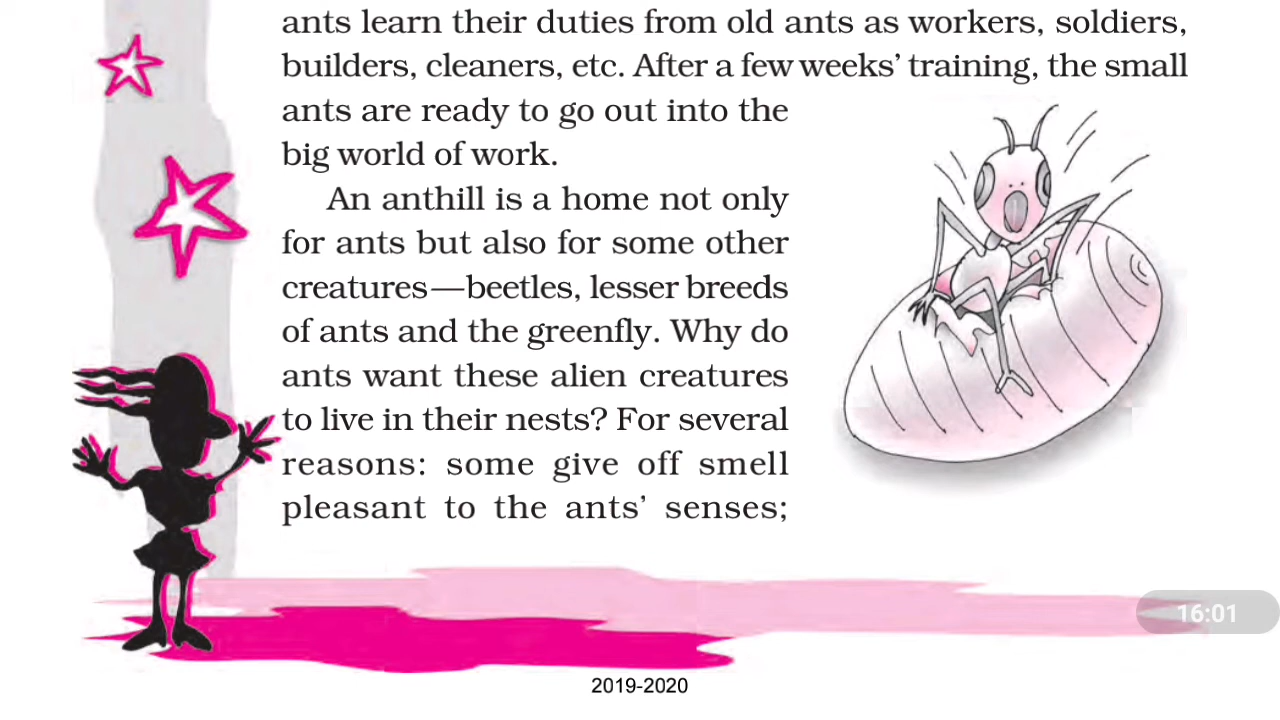 ants learn their duties from old ants as workers, soldiers,
builders, cleaners, etc. After a few weeks’ training, the small
ants are ready to go out into the
big world of work.
An anthill is a home not only
for ants but also for some other
creatures—beetles, lesser breeds
of ants and the greenfly. Why do
ants want these alien creatures
to live in their nests? For several
reasons: some give off smell
pleasant to the ants’ senses;
16:01
2019-2020